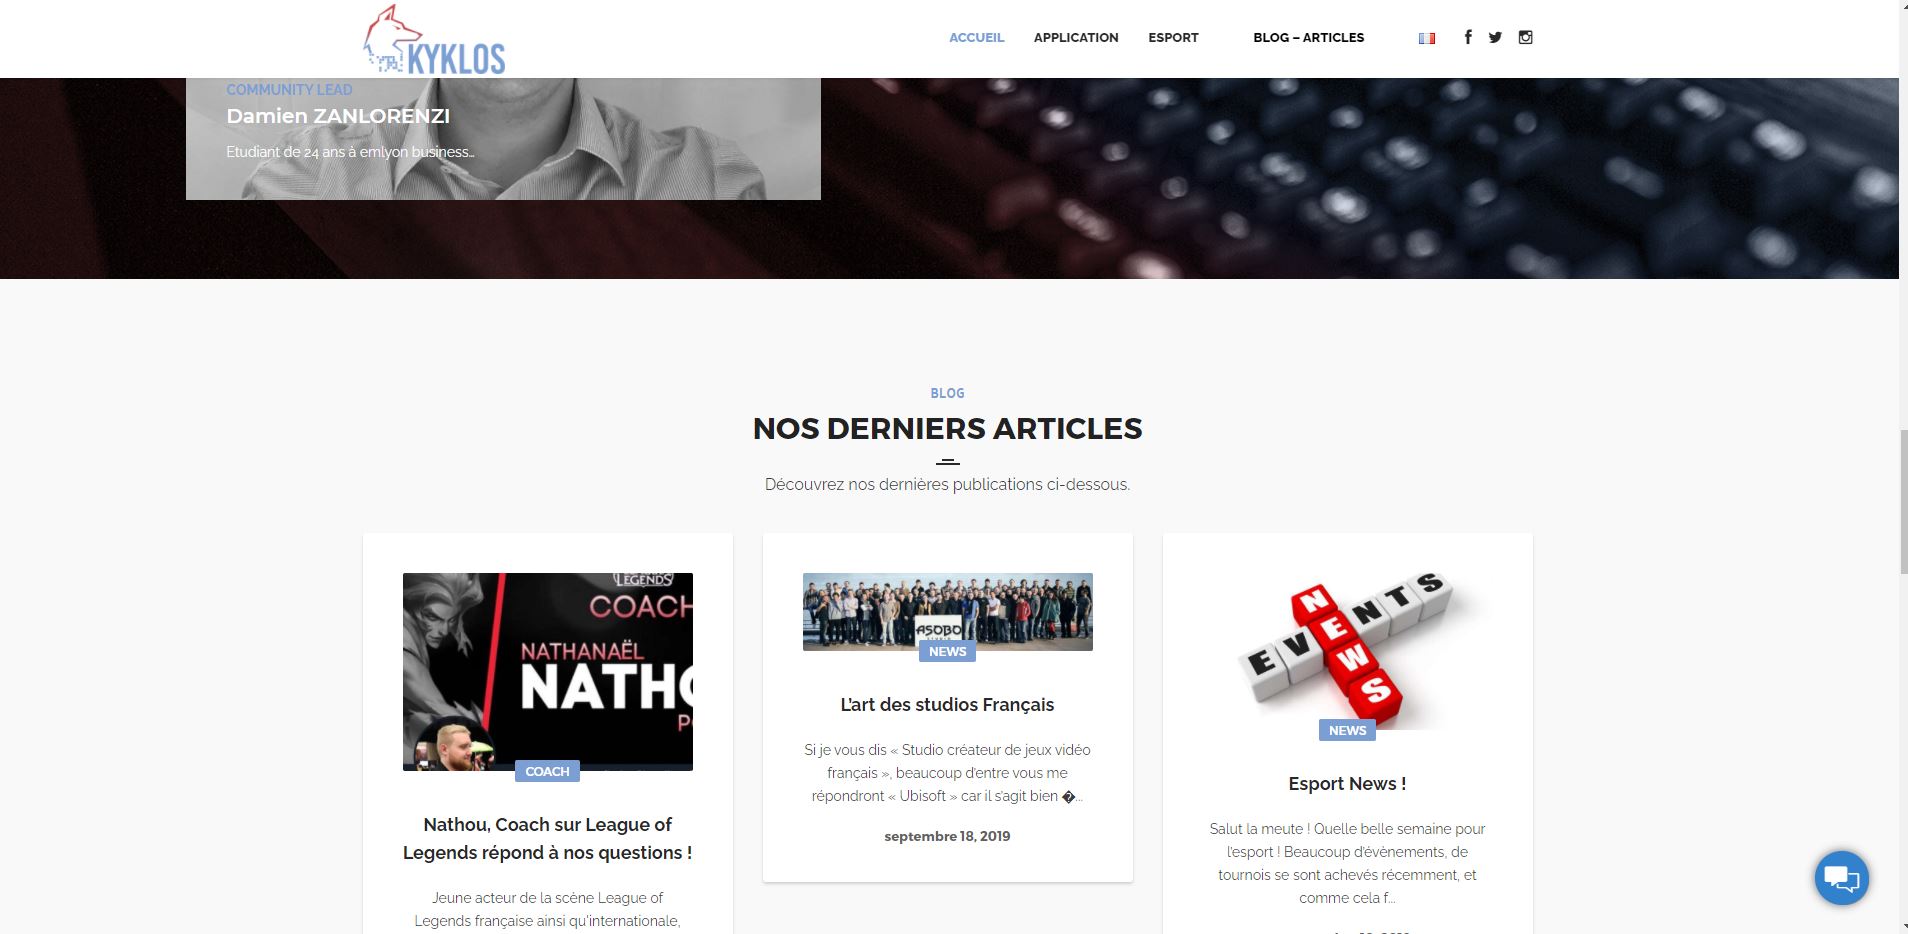 KYKLOS
ACCUEIL APPLICATION ESPORT BLOG – ARTICLES
COMMUNITY LEAD
Damien ZANLORENZI
Etudiant de 24 ans à emlyon business...
BLOG
NOS DERNIERS ARTICLES
Découvrez nos dernières publications ci-dessous.
LEGENDS
COACH
NATHANAËL
COACH
Nathou, Coach sur League of
Legends répond à nos questions !
Jeune acteur de la scène League of
Legends française ainsi qu'internationale,
ASOBO
NEWS
L'art des studios Français
Si je vous dis « Studio créateur de jeux vidéo
français », beaucoup d'entre vous me
répondront « Ubisoft » car il s'agit bien �...
septembre 18, 2019
EVENTS
NEWS
NEWS
Esport News !
Salut la meute ! Quelle belle semaine pour
l'esport ! Beaucoup d'évènements, de
tournois se sont achevés récemment, et
comme cela f...